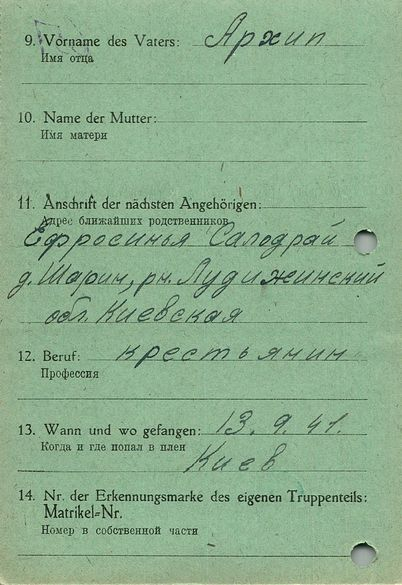 9. Vorname des Vaters: Архип
Имя отца
10. Name der Mutter:
Имя матери
11. Anschrift der nächsten Angehörigen:
Адрес ближайших родственников
Ефросинья Салодрай
д. Шарин, рн. Лудижинский
обл. Киевская
12. Beruf: крестьянин
Профессия
13. Wann und wo gefangen: 13. 9. 41.
Когда и где попал в плен
Киев
14. Nr. der Erkennungsmarke des eigenen Truppenteils:
Matrikel=Nr.
Номер в собственной части